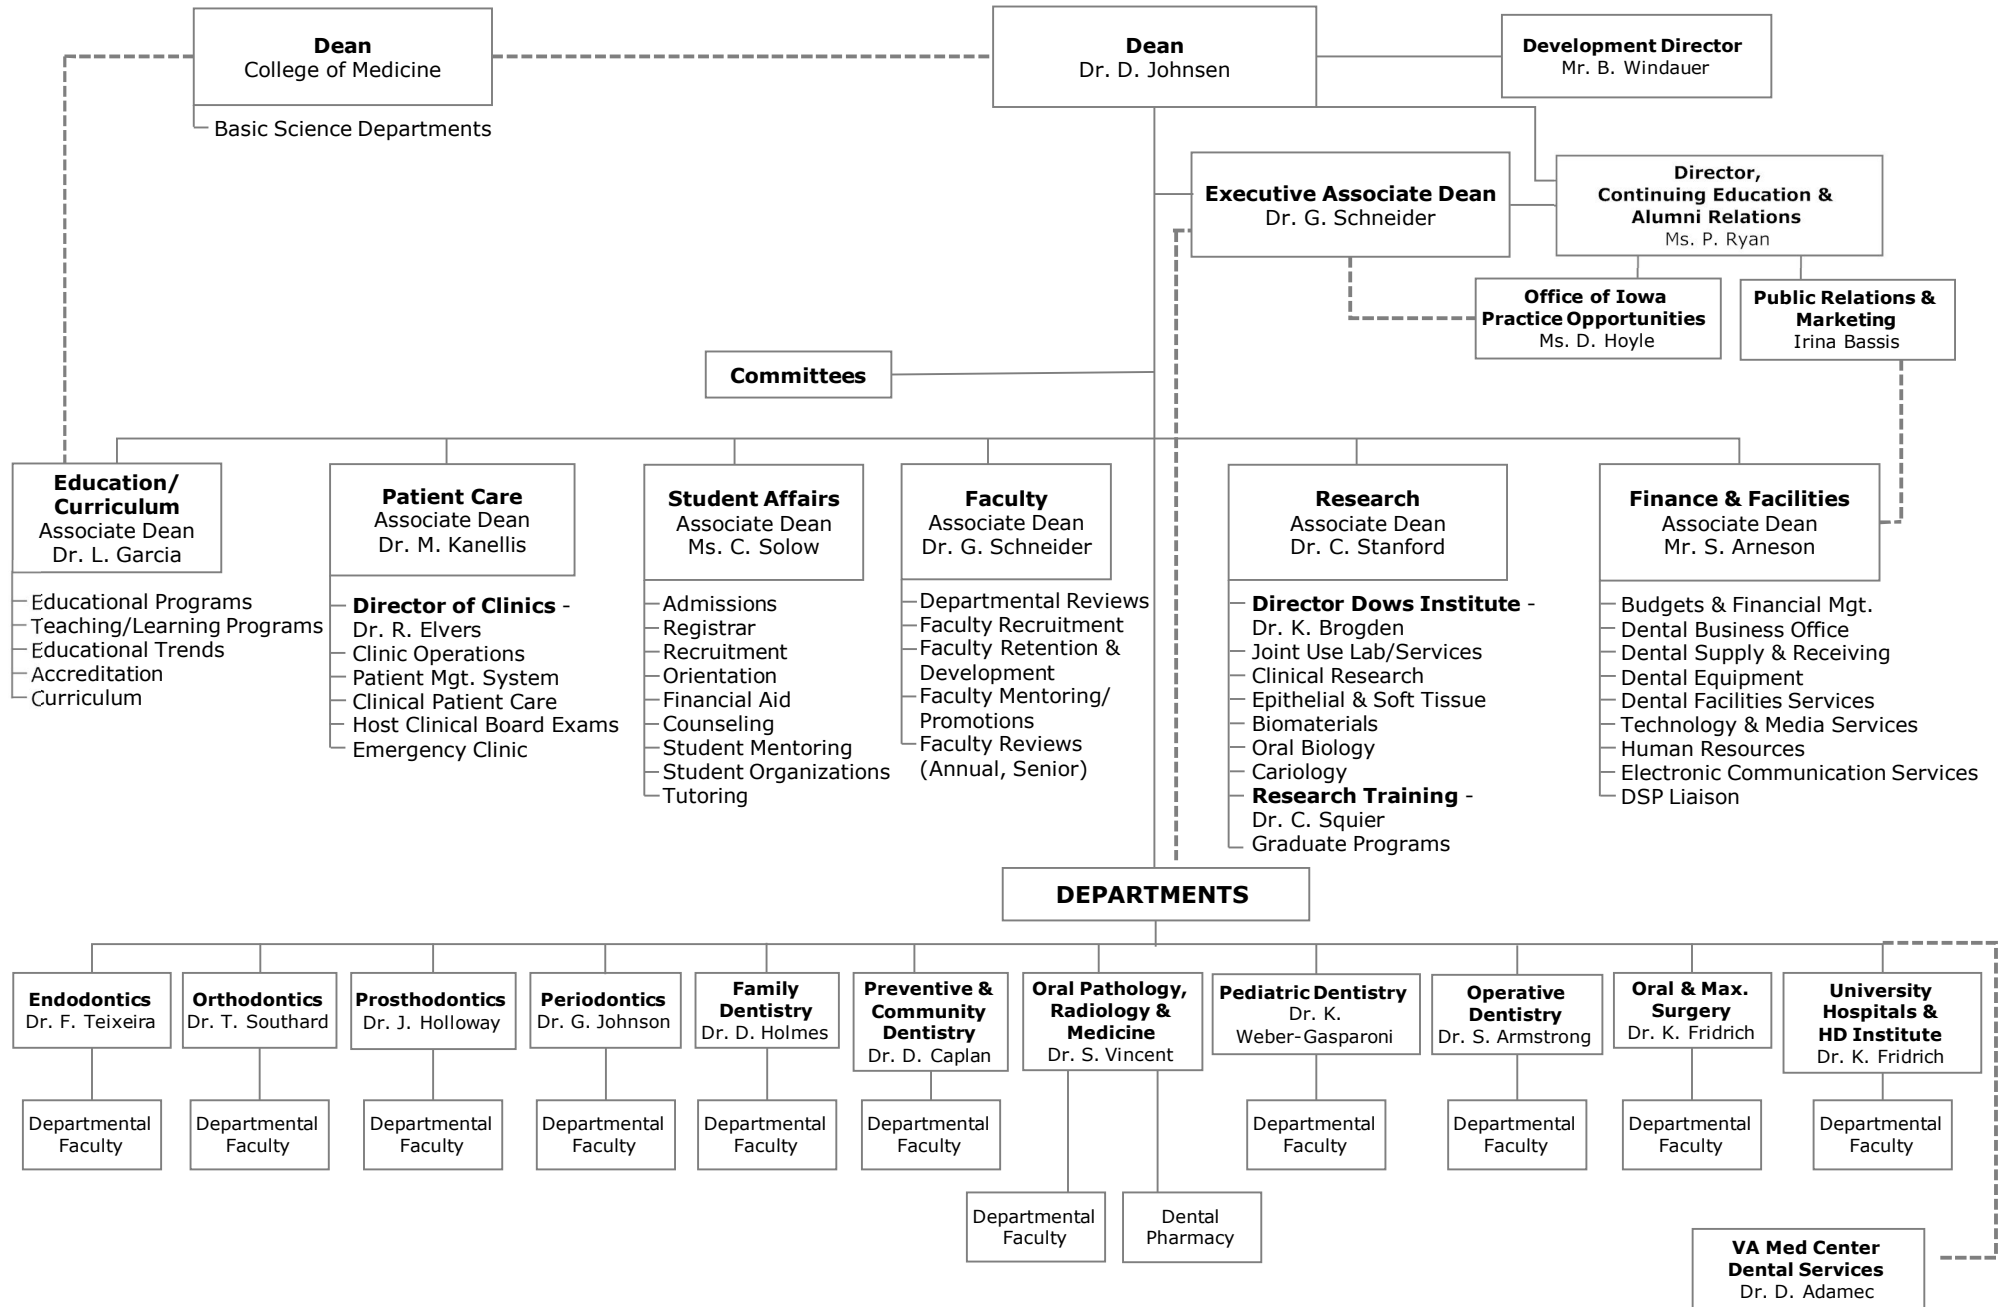 Dean
College of Medicine
Basic Science Departments
Dean
Dr. D. Johnsen
Development Director
Mr. B. Windauer
Executive Associate Dean
Dr. G. Schneider
Director,
Continuing Education &
Alumni Relations
Ms. P. Ryan
Office of Iowa
Practice Opportunities
Ms. D. Hoyle
Public Relations &
Marketing
Irina Bassis
Committees
Education/
Curriculum
Associate Dean
Dr. L. Garcia
Educational Programs
Teaching/Learning Programs
Educational Trends
Accreditation
Curriculum
Patient Care
Associate Dean
Dr. M. Kanellis
Director of Clinics -
Dr. R. Elvers
Clinic Operations
Patient Mgt. System
Clinical Patient Care
Host Clinical Board Exams
Emergency Clinic
Student Affairs
Associate Dean
Ms. C. Solow
Admissions
Registrar
Recruitment
Orientation
Financial Aid
Counseling
Student Mentoring
Student Organizations
Tutoring
Faculty
Associate Dean
Dr. G. Schneider
Departmental Reviews
Faculty Recruitment
Faculty Retention &
Development
Faculty Mentoring/
Promotions
Faculty Reviews
(Annual, Senior)
Research
Associate Dean
Dr. C. Stanford
Director Dows Institute -
Dr. K. Brogden
Joint Use Lab/Services
Clinical Research
Epithelial & Soft Tissue
Biomaterials
Oral Biology
Cariology
Research Training -
Dr. C. Squier
Graduate Programs
Finance & Facilities
Associate Dean
Mr. S. Arneson
Budgets & Financial Mgt.
Dental Business Office
Dental Supply & Receiving
Dental Equipment
Dental Facilities Services
Technology & Media Services
Human Resources
Electronic Communication Services
DSP Liaison
DEPARTMENTS
Endodontics
Dr. F. Teixeira
Departmental
Faculty
Orthodontics
Dr. T. Southard
Departmental
Faculty
Prosthodontics
Dr. J. Holloway
Departmental
Faculty
Periodontics
Dr. G. Johnson
Departmental
Faculty
Family
Dentistry
Dr. D. Holmes
Departmental
Faculty
Preventive &
Community
Dentistry
Dr. D. Caplan
Departmental
Faculty
Oral Pathology,
Radiology &
Medicine
Dr. S. Vincent
Departmental
Faculty
Dental
Pharmacy
Pediatric Dentistry
Dr. K.
Weber-Gasparoni
Departmental
Faculty
Operative
Dentistry
Dr. S. Armstrong
Departmental
Faculty
Oral & Max.
Surgery
Dr. K. Fridrich
Departmental
Faculty
University
Hospitals &
HD Institute
Dr. K. Fridrich
Departmental
Faculty
VA Med Center
Dental Services
Dr. D. Adamec